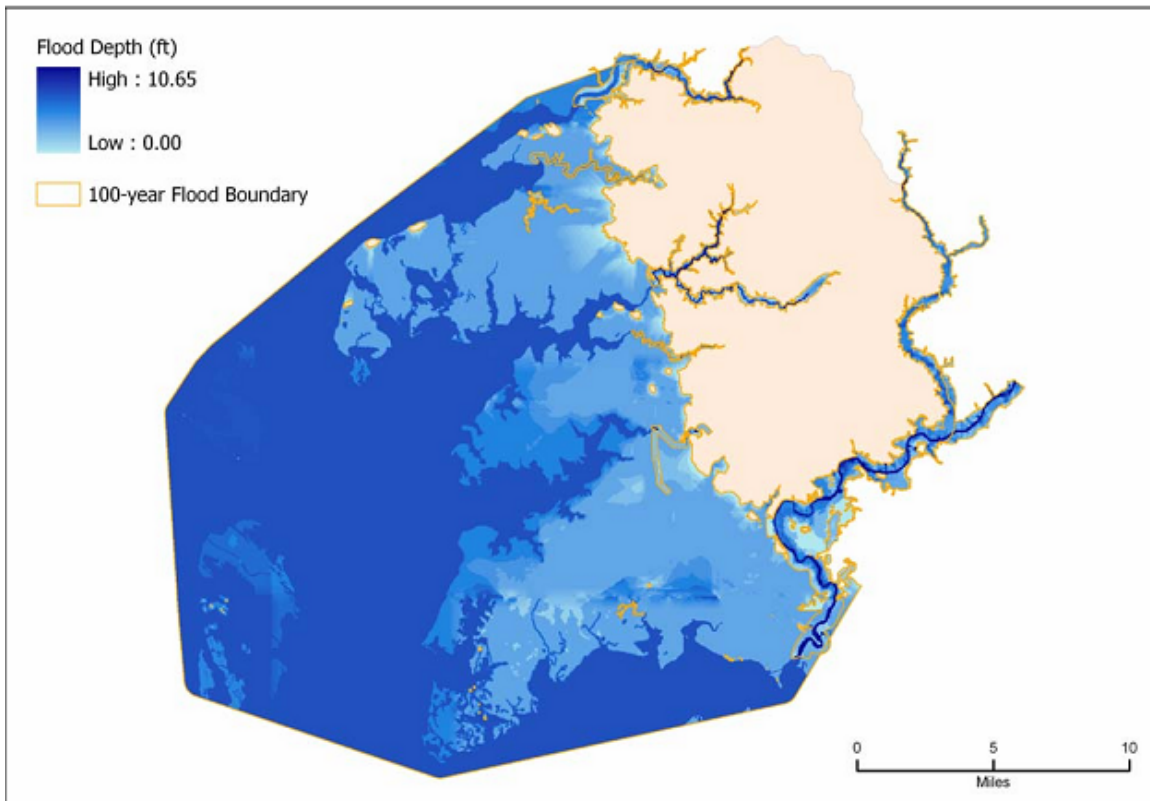 Flood Depth (ft)
High : 10.65
Low : 0.00
100-year Flood Boundary
0 5 10
Miles